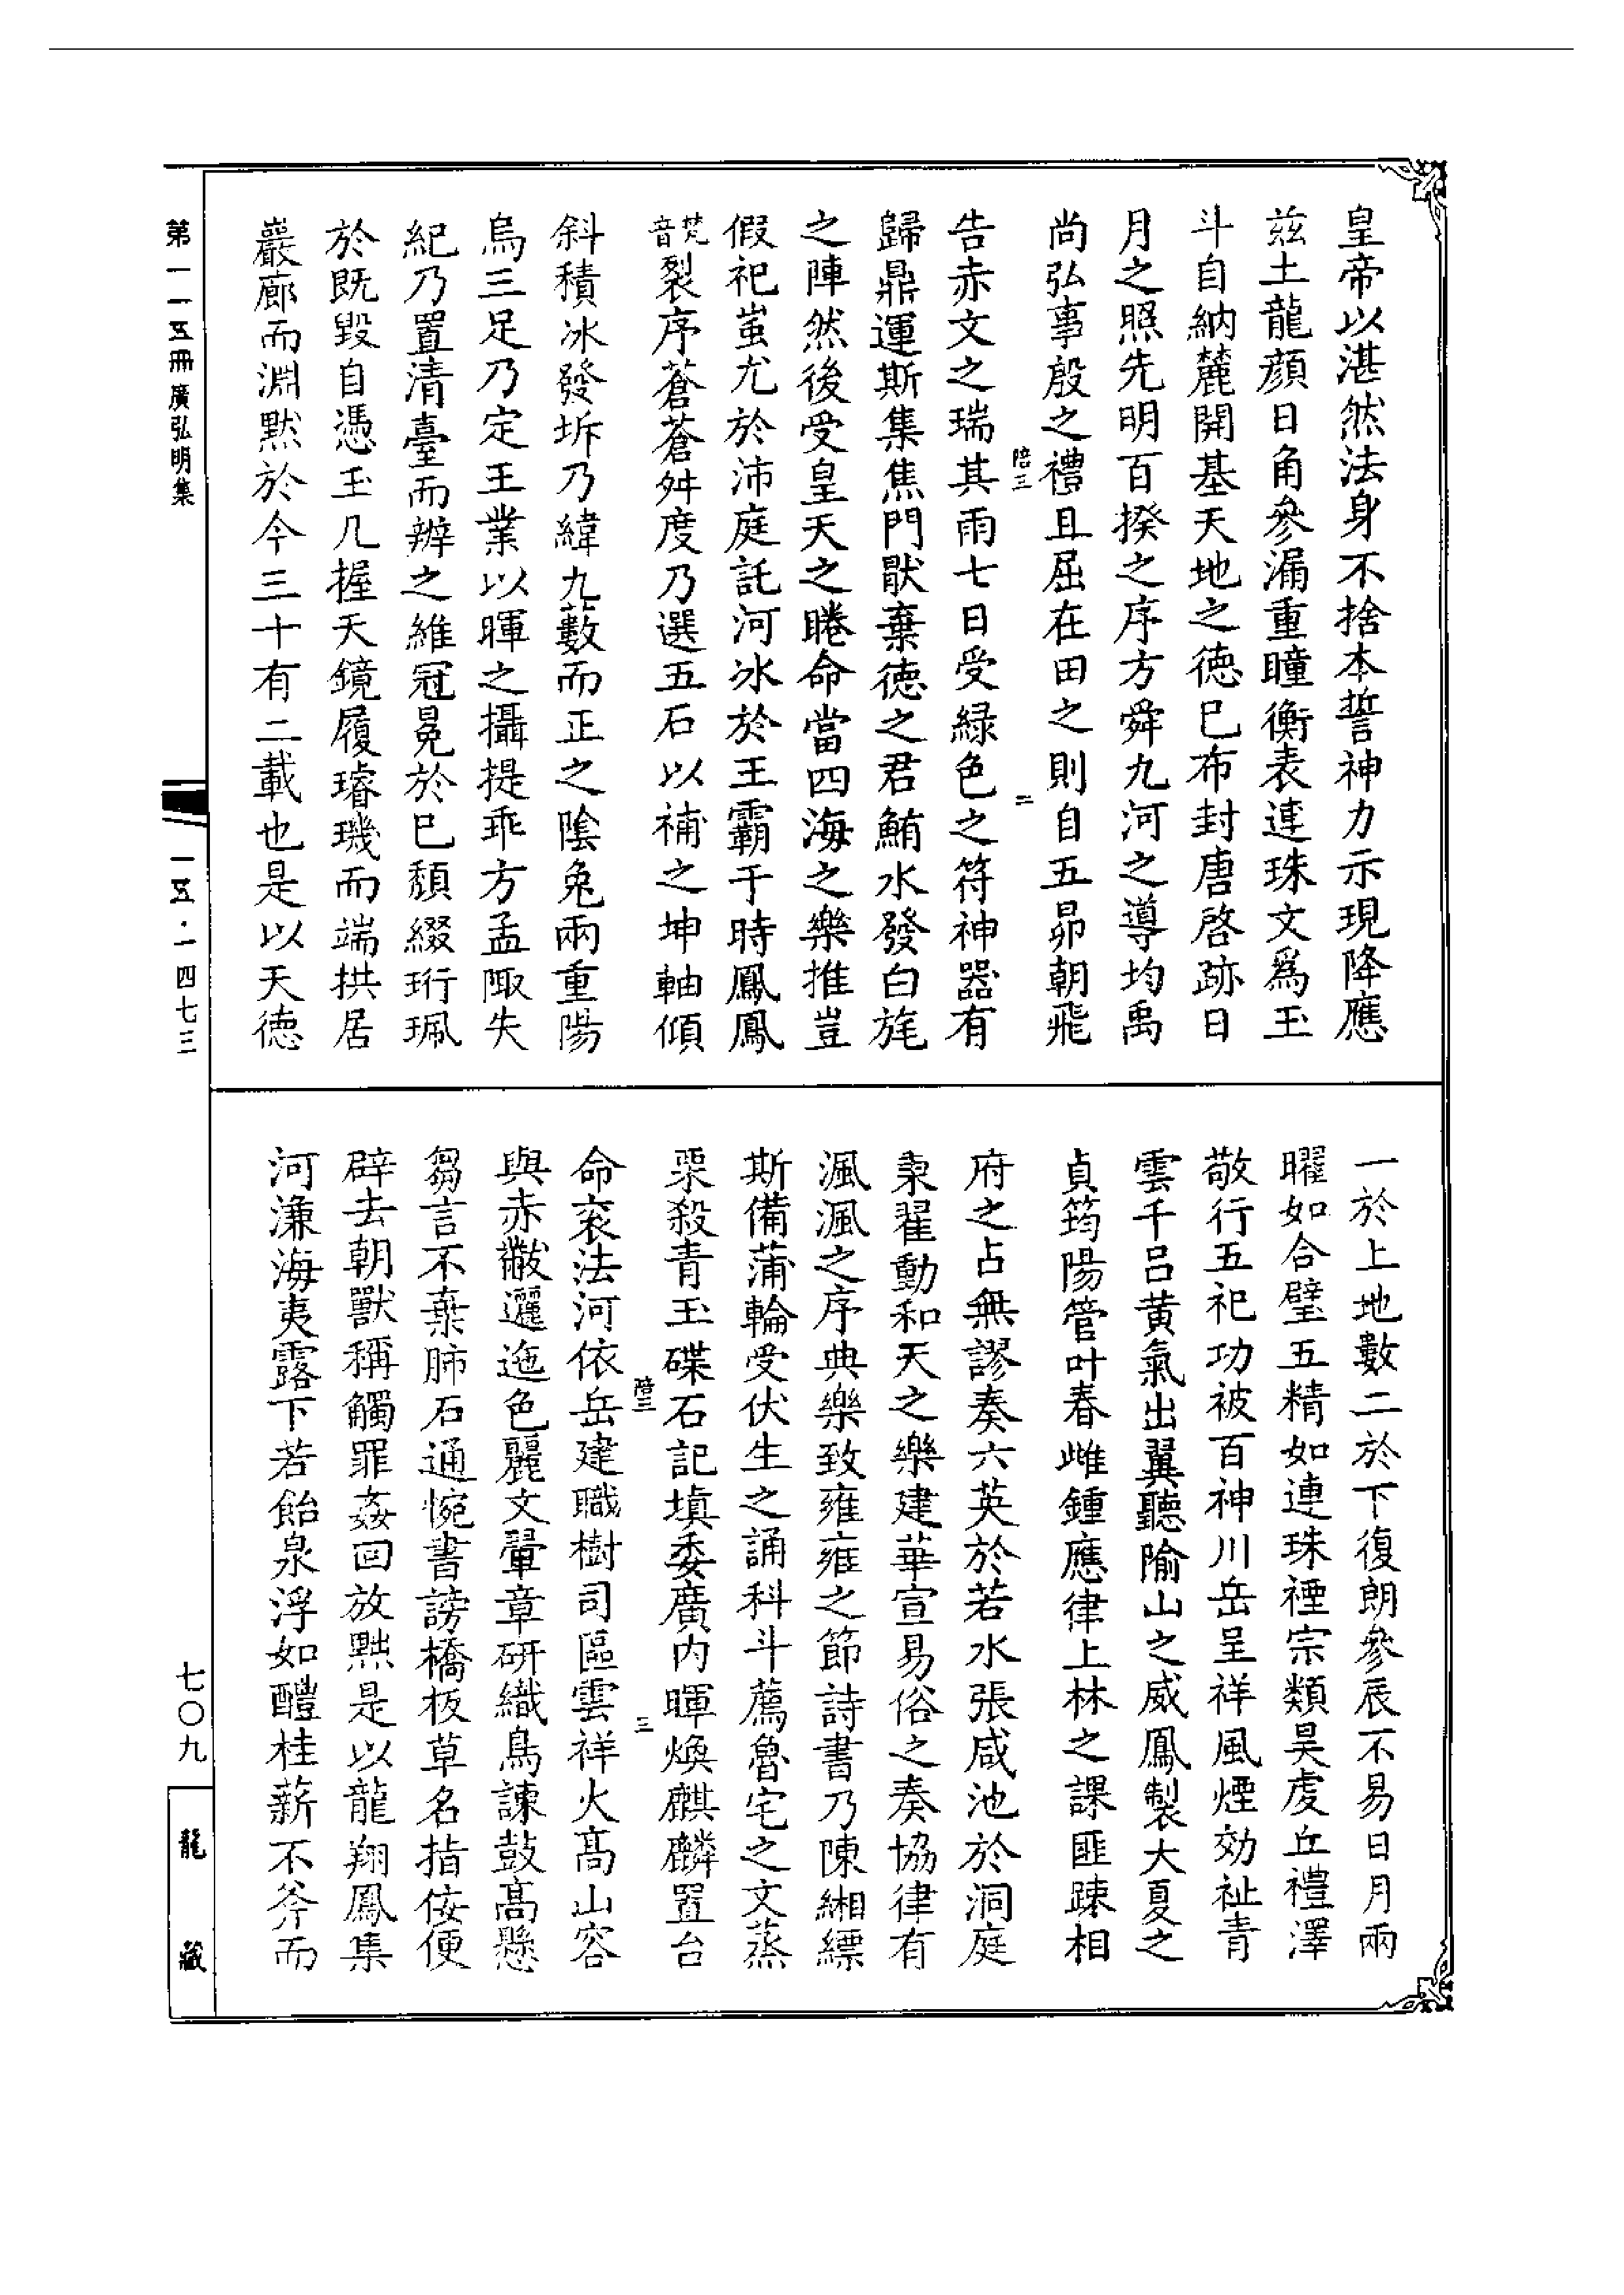 皇帝以湛然法身不捨本誓神力示現降應
兹土龍顔日角參漏重瞳衡表連珠文爲玉
斗自納麓開基天地之徳已布封唐啓跡日
月之照先明百揆之序方舜九河之導均禹
尚弘事殷之禮且屈在田之則自五昴朝飛
告赤文之瑞其雨七日受綠色之符神器有
歸鼎運斯集焦門獣棄徳之君鮪水發白旄
之陣然後受皇天之睠命當四海之樂推豈
假祀蚩尤於沛庭託河冰於王霸于時鳳鳳
梵音裂序蒼蒼舛度乃選五石以補之坤軸傾
斜積冰發坼乃緯九藪而正之陰兔兩重陽
烏三足乃定王業以暉之攝提乖方孟陬失
紀乃置清臺而辨之維冠冕於已頹綴珩珮
於既毀自憑玉几握天鏡履璿璣而端拱居
巖廊而淵默於今三十有二載也是以天德
陪三
二
一於上地數二於下復朗參辰不易日月兩
曜如合璧五精如連珠禋宗類昊虔丘禮澤
敬行五祀功被百神川岳呈祥風煙効祉青
雲千呂黄氣出翼聽隃山之威鳳製大夏之
貞筠陽管叶春雌鍾應律上林之課匪踈相
府之占無謬奏六英於若水張咸池於洞庭
秉翟動和天之樂建華宣易俗之奏協律有
渢渢之序典樂致雍雍之節詩書乃陳緗縹
斯備蒲輪受伏生之誦科斗薦魯宅之文蒸
栗殺青玉碟石記填委廣内暉煥麒麟置台
命衮法河依岳建職樹司區雲祥火髙山容
與赤黻邐迤色麗文翬章研織鳥諫鼓髙懸
芻言不棄肺石通惋書謗橋板草名指佞便
辟去朝獸稱觸罪姦回放黜是以龍翔鳳集
河濂海夷露下若飴泉浮如醴桂薪不斧而
陪三
三
第一一五冊 廣弘明集
一五·一四七三
七〇九
龍藏